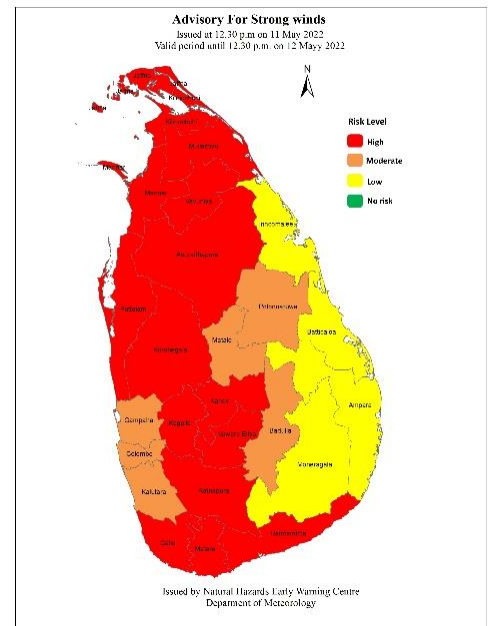 Advisory For Strong winds
Issued at 12.30 p.m on 11 May 2022
Valid period until 12.30 p.m. on 12 Mayy 2022
N
Risk Level
High
Moderate
Low
No risk
Jaffna
Mullaitivu
Mannar
Vavuniya
Trincomalee
Anuradhapura
Puttalam
Polonnaruwa
Batticaloa
Kurunegala
Matale
Ampara
Kandy
Gampaha
Kegalle
Nuwara Eliya
Badulla
Colombo
Moneragala
Kalutara
Ratnapura
Hambantota
Galle
Matara
Issued by Natural Hazards Early Warning Centre
Depament of Meteorology